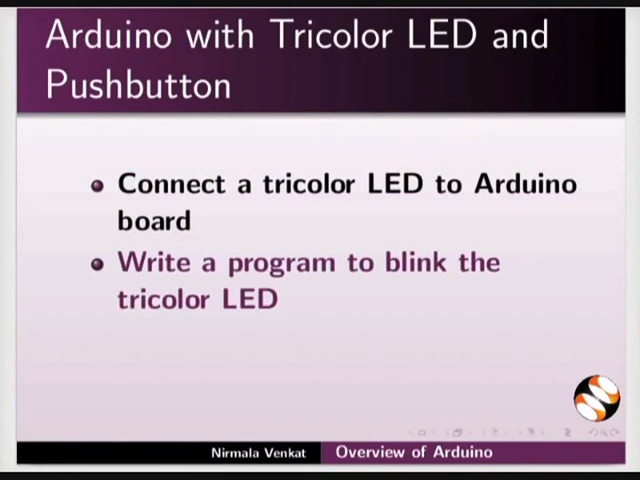 Arduino with Tricolor LED and
Pushbutton
Connect a tricolor LED to Arduino
board
Write a program to blink the
tricolor LED
Nirmala Venkat
Overview of Arduino